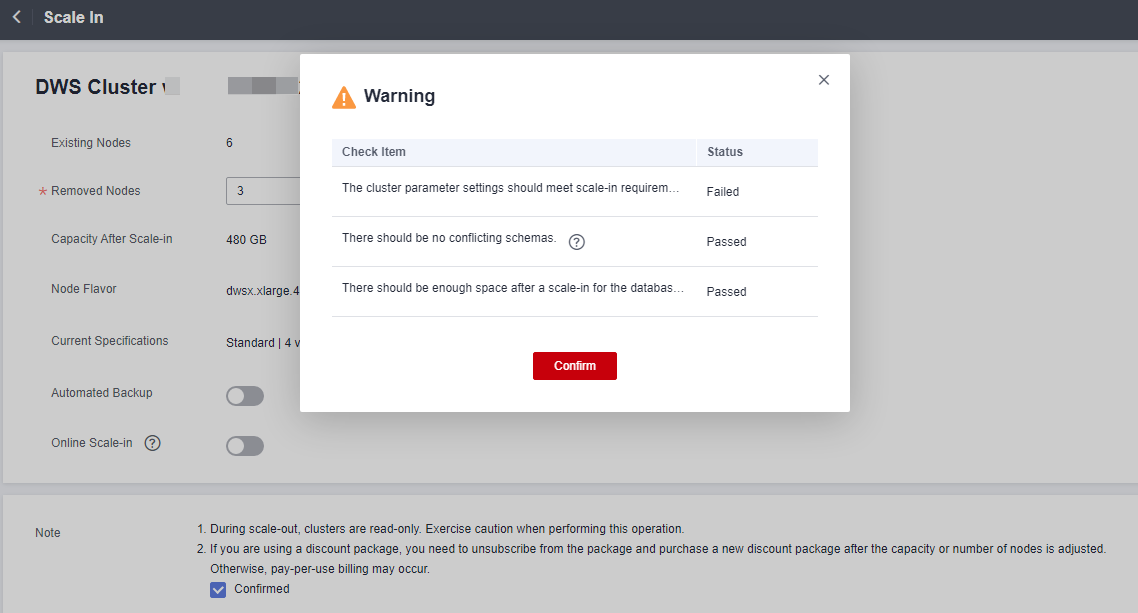 Scale In
DWS Cluster
Warning
Check Item Status
The cluster parameter settings should meet scale-in requirem... Failed
There should be no conflicting schemas. ? Passed
There should be enough space after a scale-in for the databas... Passed
Confirm
Existing Nodes 6
* Removed Nodes 3
Capacity After Scale-in 480 GB
Node Flavor dwsx.xlarge.4
Current Specifications Standard | 4 v
Automated Backup
Online Scale-in ?
Note
1. During scale-out, clusters are read-only. Exercise caution when performing this operation.
2. If you are using a discount package, you need to unsubscribe from the package and purchase a new discount package after the capacity or number of nodes is adjusted.
Otherwise, pay-per-use billing may occur.
Confirmed